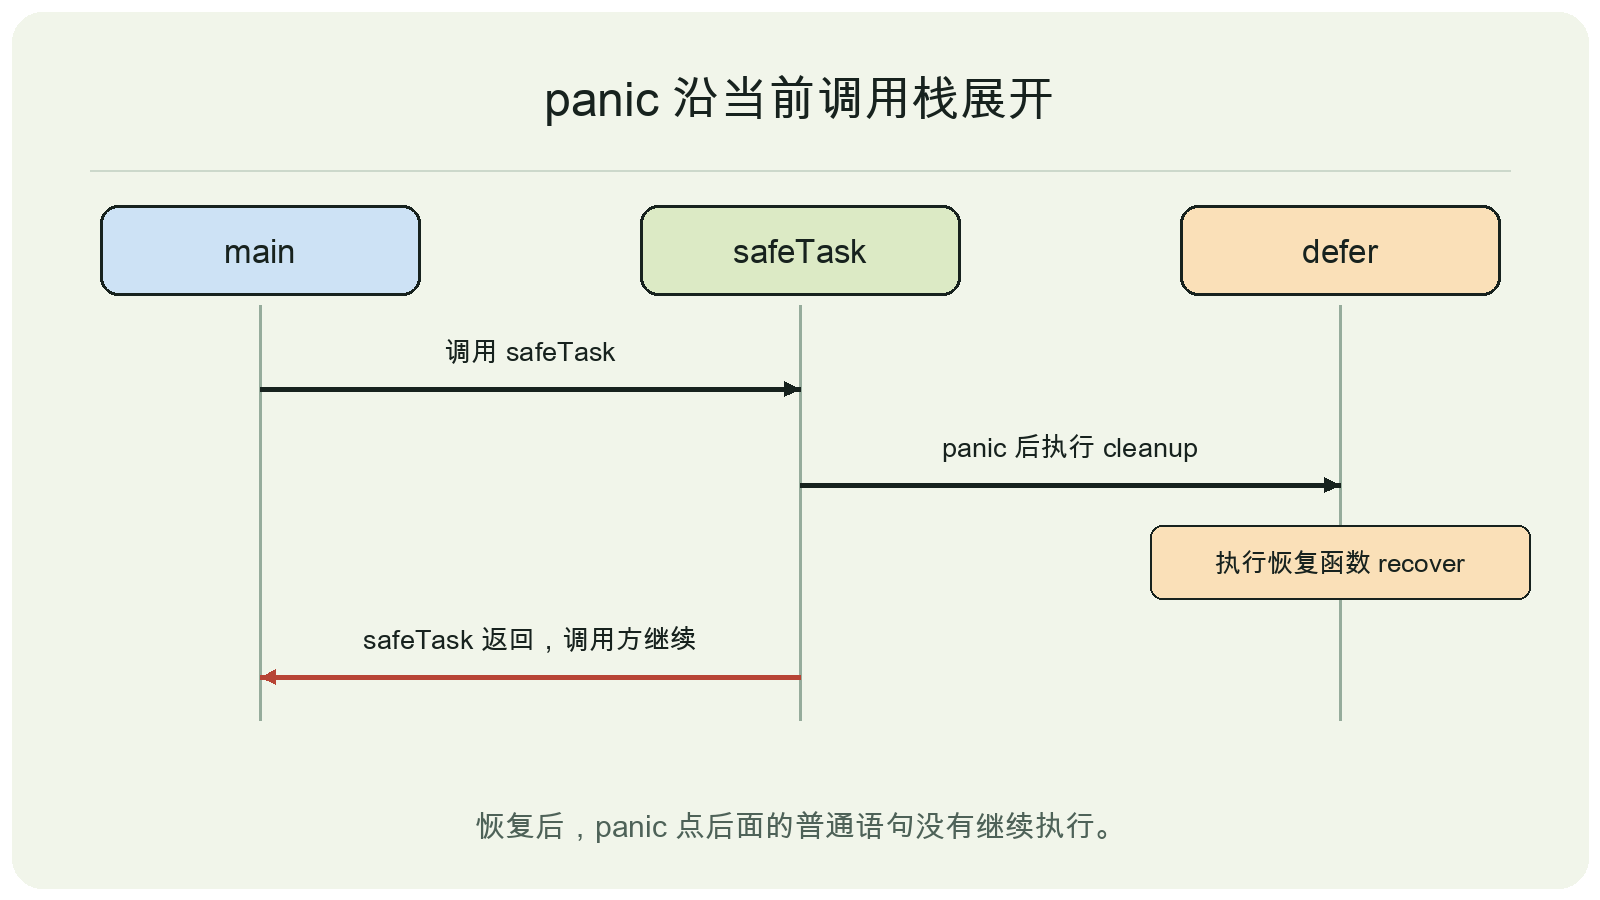 panic 沿当前调用栈展开
main
safeTask
defer
调用 safeTask
panic 后执行 cleanup
执行恢复函数 recover
safeTask 返回，调用方继续
恢复后，panic 点后面的普通语句没有继续执行。